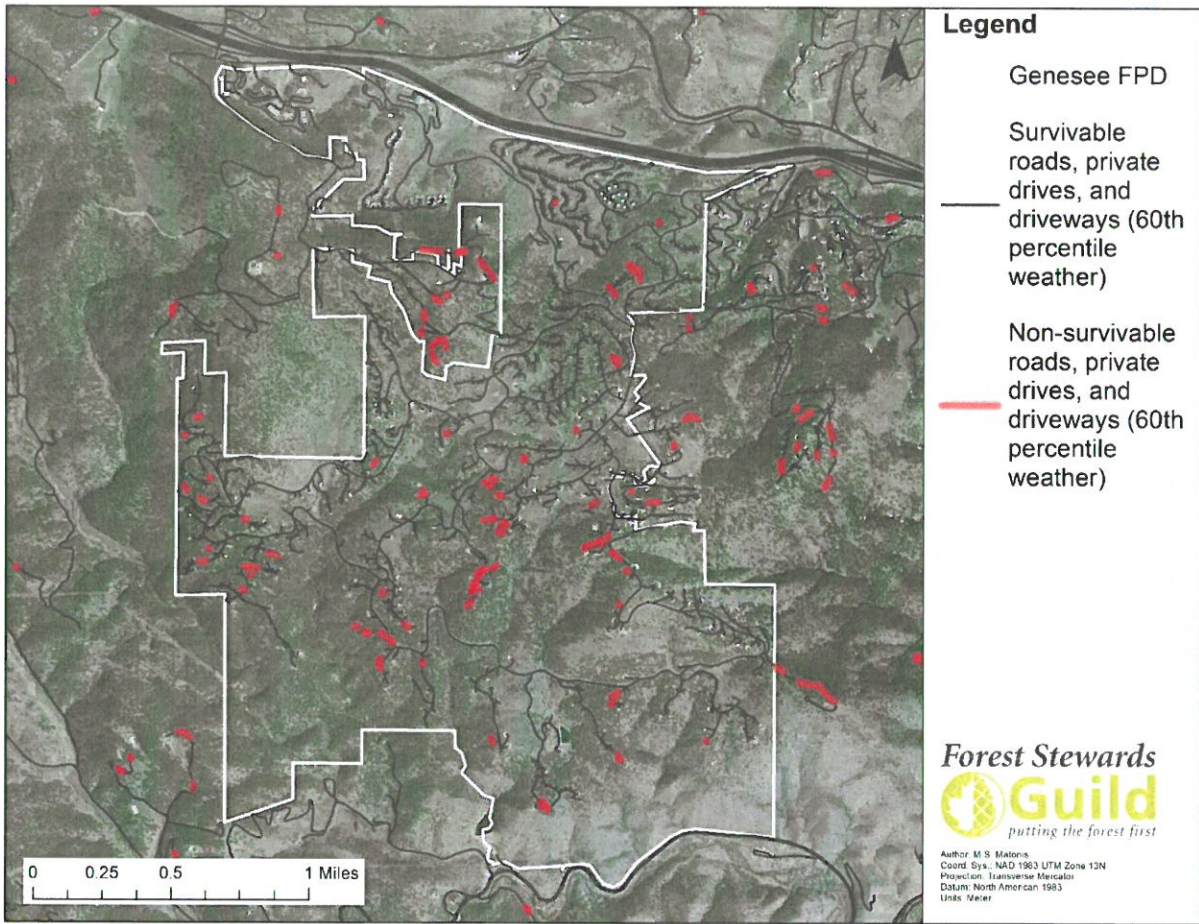 Legend
Genesee FPD
Survivable
roads, private
drives, and
driveways (60th
percentile
weather)
Non-survivable
roads, private
drives, and
driveways (60th
percentile
weather)
N
0 0.25 0.5 1 Miles
Forest Stewards
Guild
putting the forest first
Author: M.S. Matonis
Coord. Sys.: NAD 1983 UTM Zone 13N
Projection: Transverse Mercator
Datum: North American 1983
Units: Meter